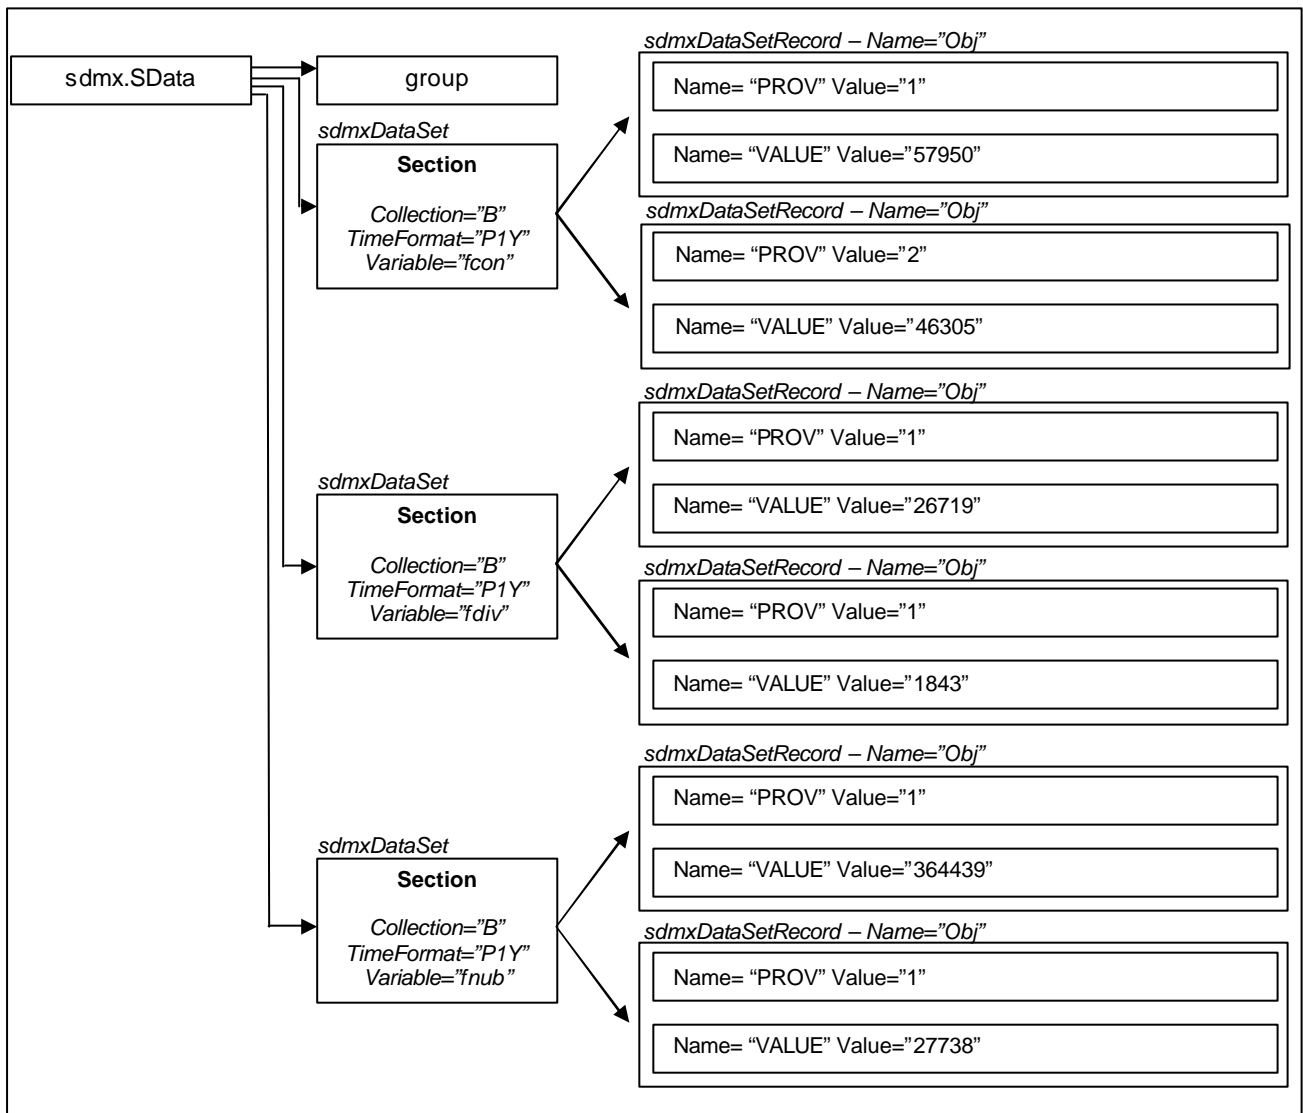 sdmx.SData
group
sdmxDataSet
Section
Collection=”B”
TimeFormat=”P1Y”
Variable=”fcon”
sdmxDataSetRecord – Name=”Obj”
Name= “PROV” Value=”1”
Name= “VALUE” Value=”57950”
sdmxDataSetRecord – Name=”Obj”
Name= “PROV” Value=”2”
Name= “VALUE” Value=”46305”
sdmxDataSet
Section
Collection=”B”
TimeFormat=”P1Y”
Variable=”fdiv”
sdmxDataSetRecord – Name=”Obj”
Name= “PROV” Value=”1”
Name= “VALUE” Value=”26719”
sdmxDataSetRecord – Name=”Obj”
Name= “PROV” Value=”1”
Name= “VALUE” Value=”1843”
sdmxDataSet
Section
Collection=”B”
TimeFormat=”P1Y”
Variable=”fnub”
sdmxDataSetRecord – Name=”Obj”
Name= “PROV” Value=”1”
Name= “VALUE” Value=”364439”
sdmxDataSetRecord – Name=”Obj”
Name= “PROV” Value=”1”
Name= “VALUE” Value=”27738”